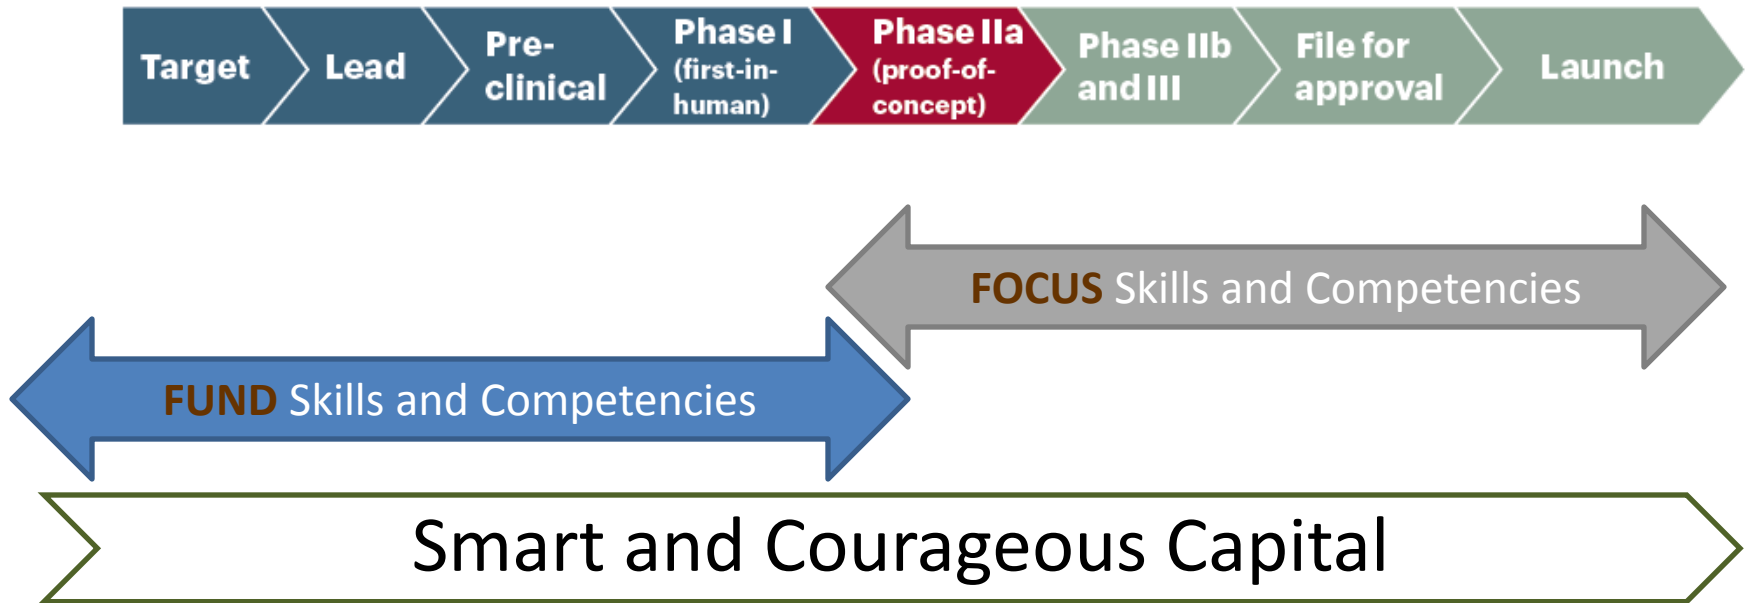 Target
Lead
Pre-
clinical
Phase I
(first-in-
human)
Phase IIa
(proof-of-
concept)
Phase IIb
and III
File for
approval
Launch
FOCUS Skills and Competencies
FUND Skills and Competencies
Smart and Courageous Capital